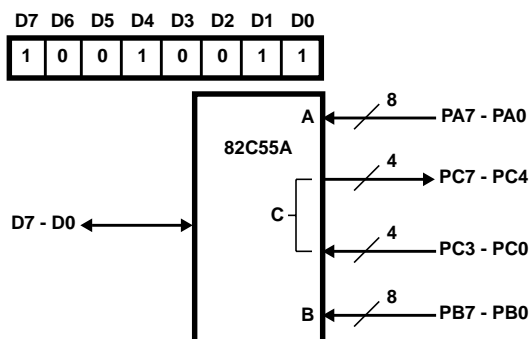 D7 D6 D5 D4 D3 D2 D1 D0
1 0 0 1 0 0 1 1
8
A PA7 - PA0
82C55A
4
PC7 - PC4
C
D7 - D0
4
PC3 - PC0
8
B PB7 - PB0